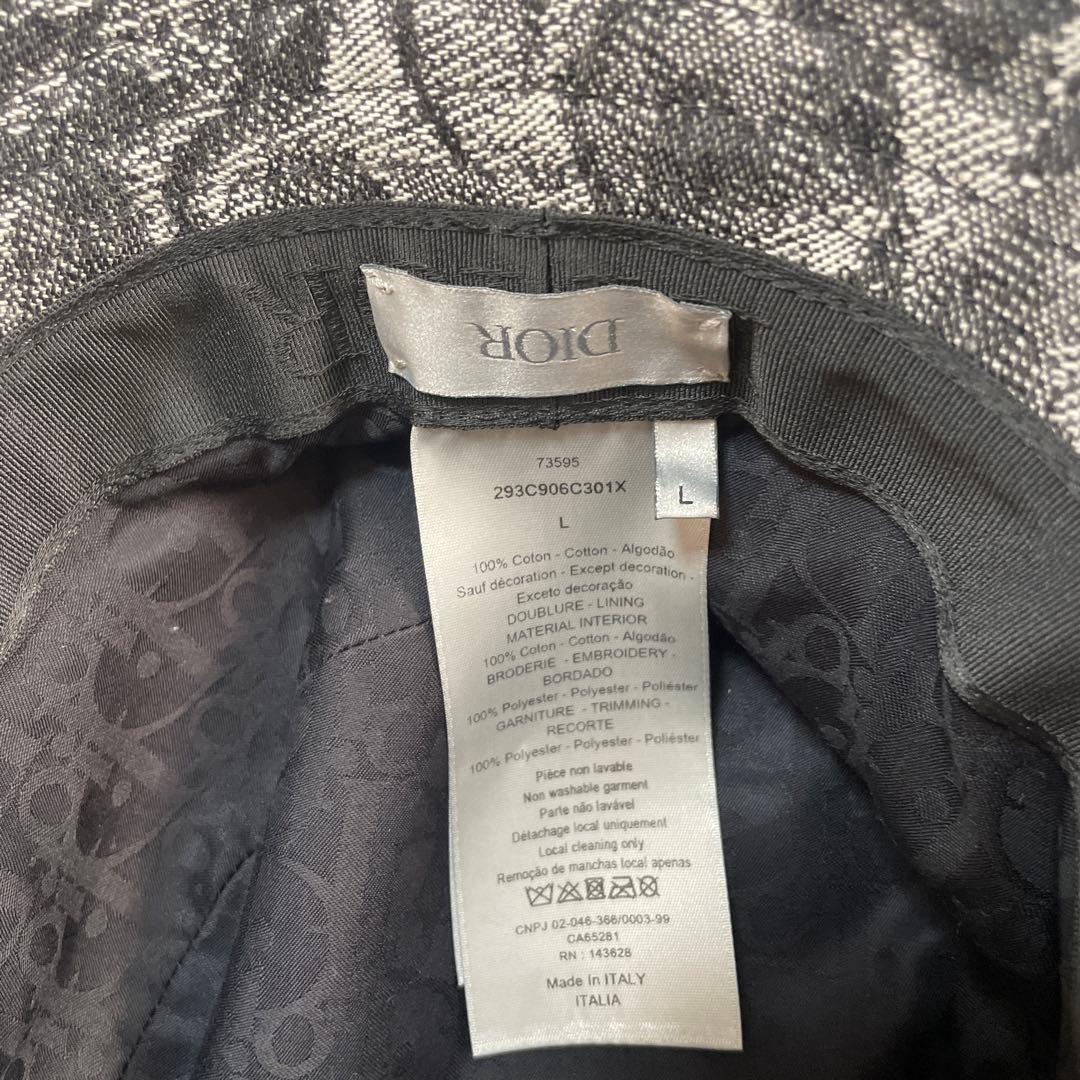 DIOR
73595
293C906C301X
L
L
100% Coton - Cotton - Algodão
Sauf décoration - Except decoration -
Exceto decoração
DOUBLURE - LINING
MATERIAL INTERIOR
100% Coton - Cotton - Algodão
BRODERIE - EMBROIDERY -
BORDADO
100% Polyester - Polyester - Poliéster
GARNITURE - TRIMMING -
RECORTE
100% Polyester - Polyester - Poliéster
Pièce non lavable
Non washable garment
Parte não lavável
Détachage local uniquement
Local cleaning only
Remoção de manchas local apenas
CNPJ 02-046-366/0003-99
CA65281
RN : 143628
Made In ITALY
ITALIA